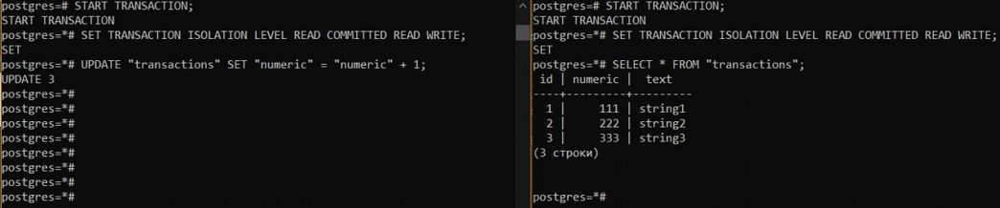 postgres=# START TRANSACTION;
START TRANSACTION
postgres=*# SET TRANSACTION ISOLATION LEVEL READ COMMITTED READ WRITE;
SET
postgres=*# UPDATE "transactions" SET "numeric" = "numeric" + 1;
UPDATE 3
postgres=*#
postgres=*#
postgres=*#
postgres=*#
postgres=*#
postgres=*#
postgres=*#
postgres=*#
postgres=# START TRANSACTION;
START TRANSACTION
postgres=*# SET TRANSACTION ISOLATION LEVEL READ COMMITTED READ WRITE;
SET
postgres=*# SELECT * FROM "transactions";
 id | numeric |  text
----+---------+---------
  1 |     111 | string1
  2 |     222 | string2
  3 |     333 | string3
(3 строки)
postgres=*#